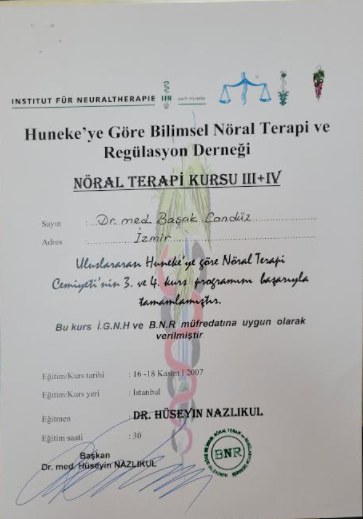 INSTITUT FÜR NEURALTHERAPIE
Huneke'ye Göre Bilimsel Nöral Terapi ve
Regülasyon Derneği
NÖRAL TERAPİ KURSU III+IV
Sayın : Dr. med. Başak Candüz
Adres İzmir
Uluslararası Huneke'ye göre Nöral Terapi
Cemiyeti'nin 3. ve 4. kurs programını başarıyla
tamamlamıştır.
Bu kurs İ.G.N.H ve B.N.R müfredatına uygun olarak
verilmiştir.
Eğitim/Kurs tarihi : 16 -18 Kasım 2007
Eğitim/Kurs yeri : İstanbul
Eğitmen : DR. HÜSEYİN NAZLIKUL
Eğitim saati : 30
Başkan
Dr. med. Hüseyin NAZLIKUL
BNR